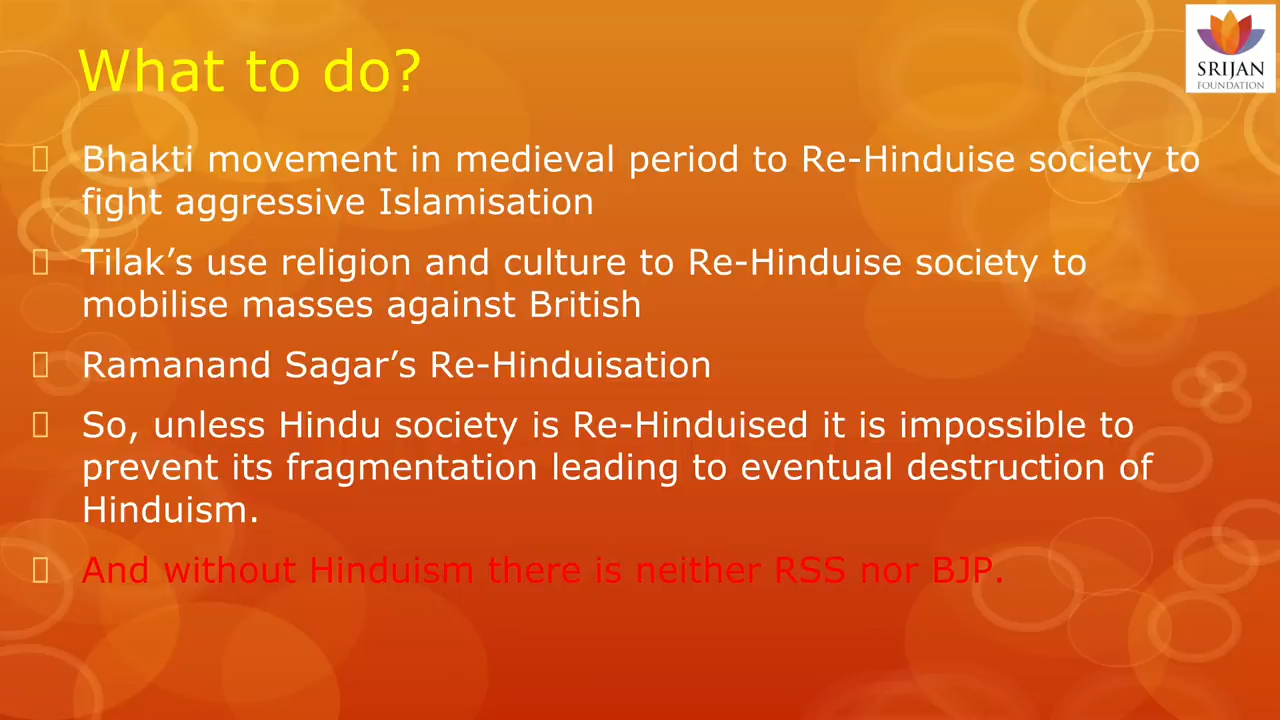 What to do?
SRIJAN
FOUNDATION
Bhakti movement in medieval period to Re-Hinduise society to
fight aggressive Islamisation
Tilak’s use religion and culture to Re-Hinduise society to
mobilise masses against British
Ramanand Sagar’s Re-Hinduisation
So, unless Hindu society is Re-Hinduised it is impossible to
prevent its fragmentation leading to eventual destruction of
Hinduism.
And without Hinduism there is neither RSS nor BJP.